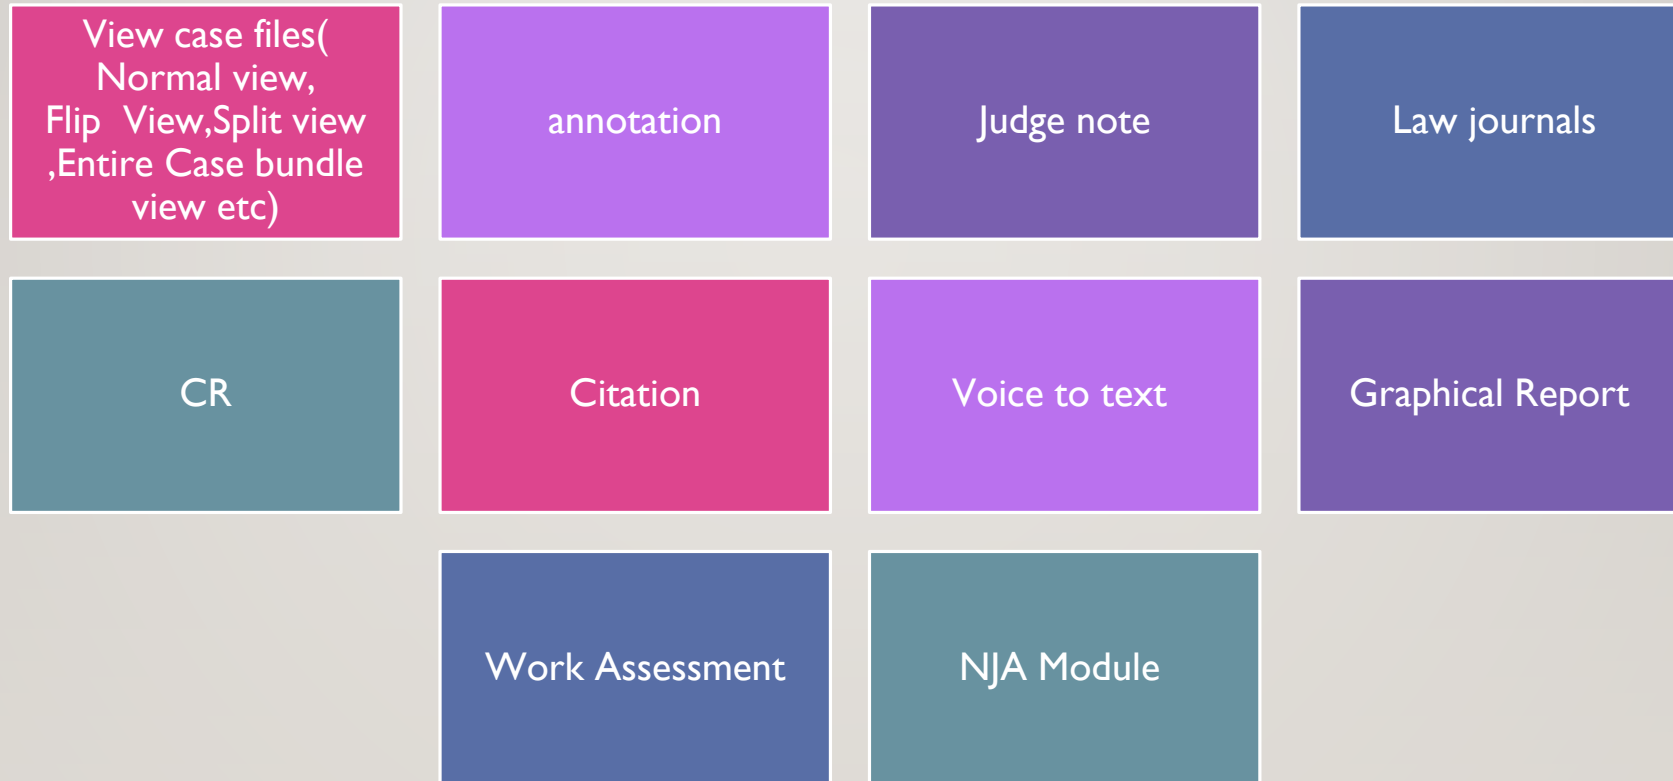 View case files(
Normal view,
Flip View,Split view
,Entire Case bundle
view etc)
annotation
Judge note
Law journals
CR
Citation
Voice to text
Graphical Report
Work Assessment
NJA Module